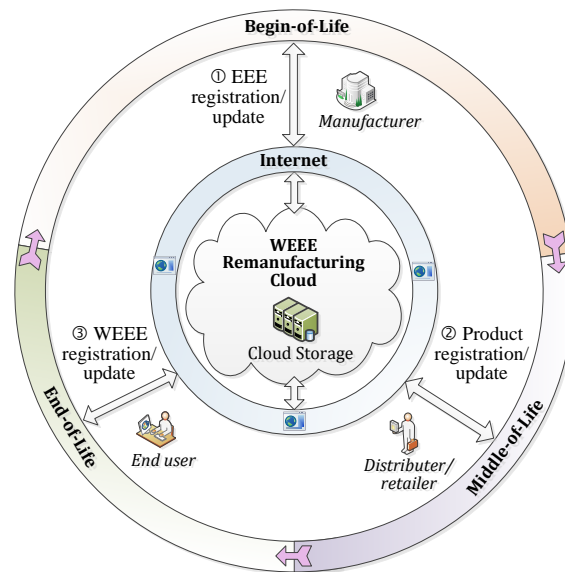 Begin-of-Life
① EEE
registration/
update
Manufacturer
Internet
WEEE
Remanufacturing
Cloud
Cloud Storage
③ WEEE
registration/
update
② Product
registration/
update
End user
Distributer/
retailer
End-of-Life
Middle-of-Life